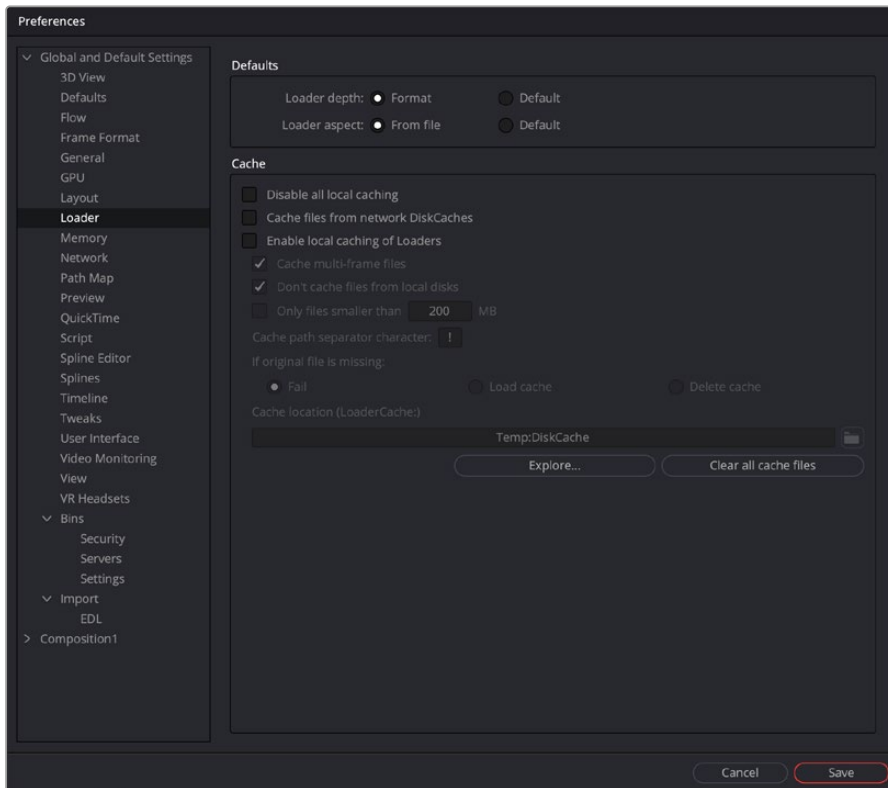 Preferences
Global and Default Settings
3D View
Defaults
Flow
Frame Format
General
GPU
Layout
Loader
Memory
Network
Path Map
Preview
QuickTime
Script
Spline Editor
Splines
Timeline
Tweaks
User Interface
Video Monitoring
View
VR Headsets
Bins
Security
Servers
Settings
Import
EDL
Composition1
Defaults
Loader depth: Format Default
Loader aspect: From file Default
Cache
Disable all local caching
Cache files from network DiskCaches
Enable local caching of Loaders
Cache multi-frame files
Don't cache files from local disks
Only files smaller than 200 MB
Cache path separator character: !
If original file is missing:
Fail Load cache Delete cache
Cache location (LoaderCache:)
Temp:DiskCache
Explore... Clear all cache files
Cancel Save